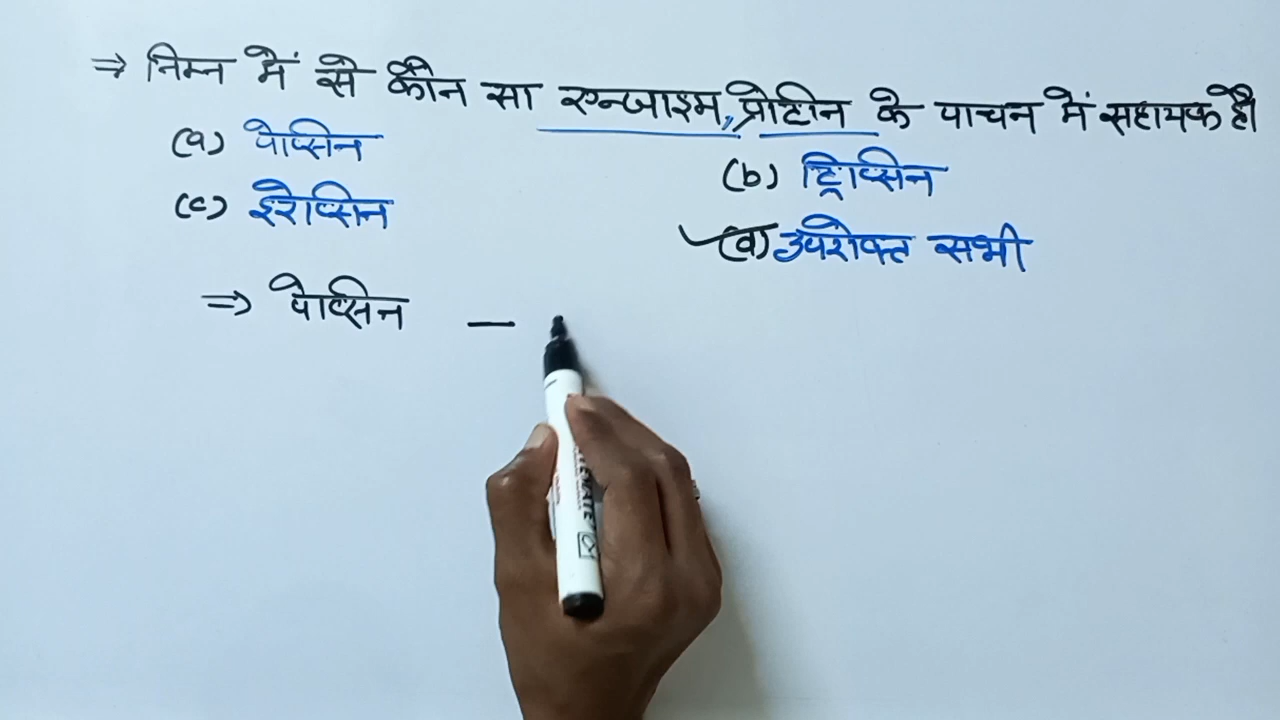 ⇒ निम्न में से कौन सा एन्जाइम,, प्रोटीन के पाचन में सहायक है।
(a) पेप्सिन
(b) ट्रिप्सिन
(c) इरेप्सिन
(d) उपरोक्त सभी
⇒ पेप्सिन —